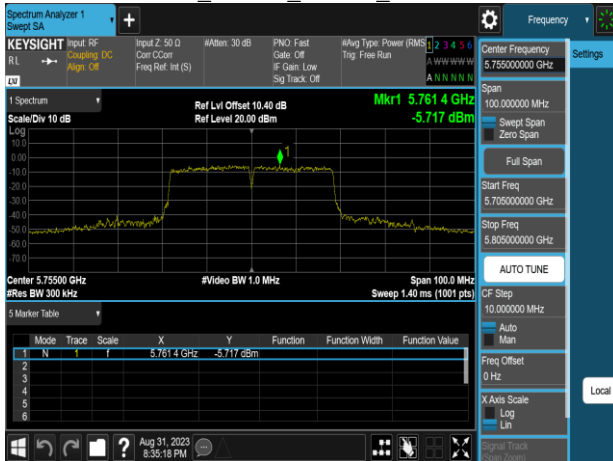 Spectrum Analyzer 1
Swept SA
Frequency
KEYSIGHT
RL
LXI
Input: RF
Coupling: DC
Align: Off
Input Z: 50 Ω
Corr CCorr
Freq Ref: Int (S)
#Atten: 30 dB
PNO: Fast
Gate: Off
IF Gain: Low
Sig Track: Off
#Avg Type: Power (RMS
Trig: Free Run
1 2 3 4 5 6
A W W W W W
A N N N N N
Center Frequency
5.755000000 GHz
Settings
Span
100.000000 MHz
Swept Span
Zero Span
Full Span
Start Freq
5.705000000 GHz
Stop Freq
5.805000000 GHz
AUTO TUNE
CF Step
10.000000 MHz
Auto
Man
Freq Offset
0 Hz
X Axis Scale
Log
Lin
Signal Track
(Span Zoom)
Local
1 Spectrum
Scale/Div 10 dB
Ref Lvl Offset 10.40 dB
Ref Level 20.00 dBm
Mkr1 5.761 4 GHz
-5.717 dBm
Log
10.0
0.00
-10.0
-20.0
-30.0
-40.0
-50.0
-60.0
-70.0
1
Center 5.75500 GHz
#Res BW 300 kHz
#Video BW 1.0 MHz
Span 100.0 MHz
Sweep 1.40 ms (1001 pts)
5 Marker Table
Mode Trace Scale X Y Function Function Width Function Value
1 N 1 f 5.761 4 GHz -5.717 dBm
2
3
4
5
6
?
Aug 31, 2023
8:35:18 PM